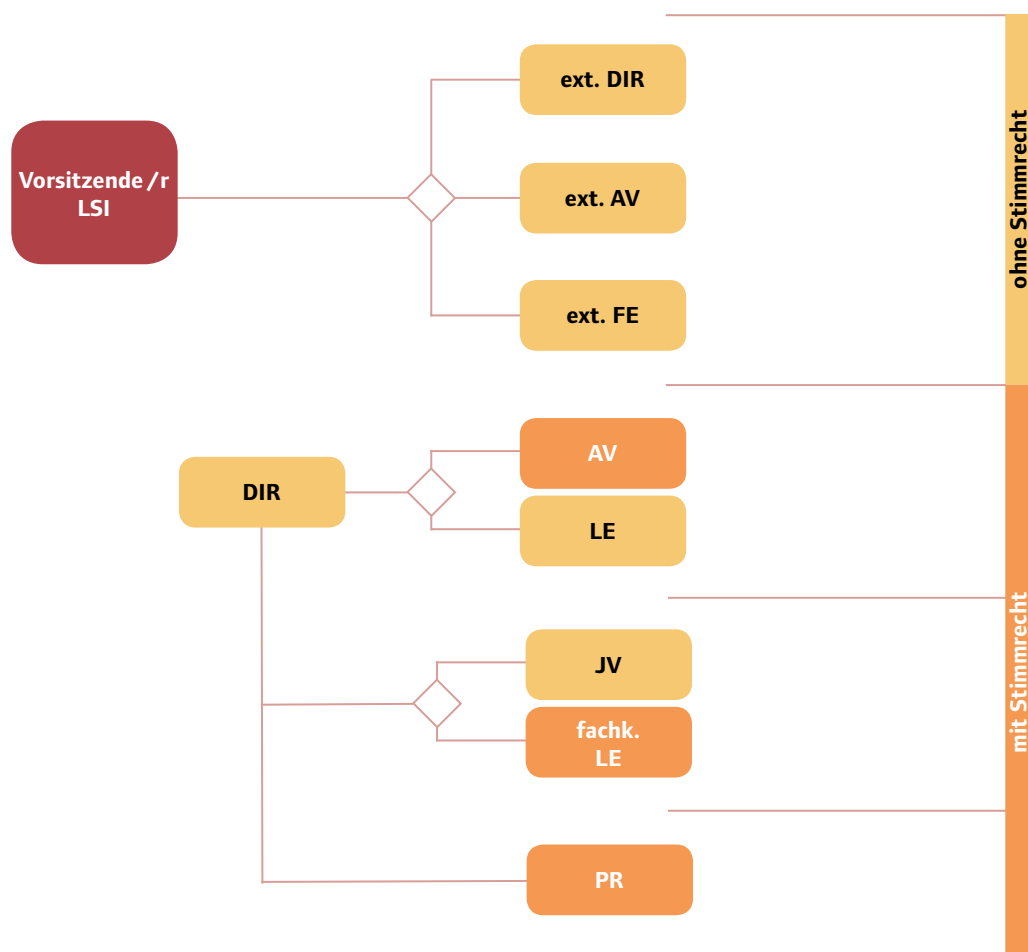 ext. DIR
Vorsitzende /r
LSI
ext. AV
ext. FE
ohne Stimmrecht
AV
DIR
LE
JV
fachk.
LE
mit Stimmrecht
PR